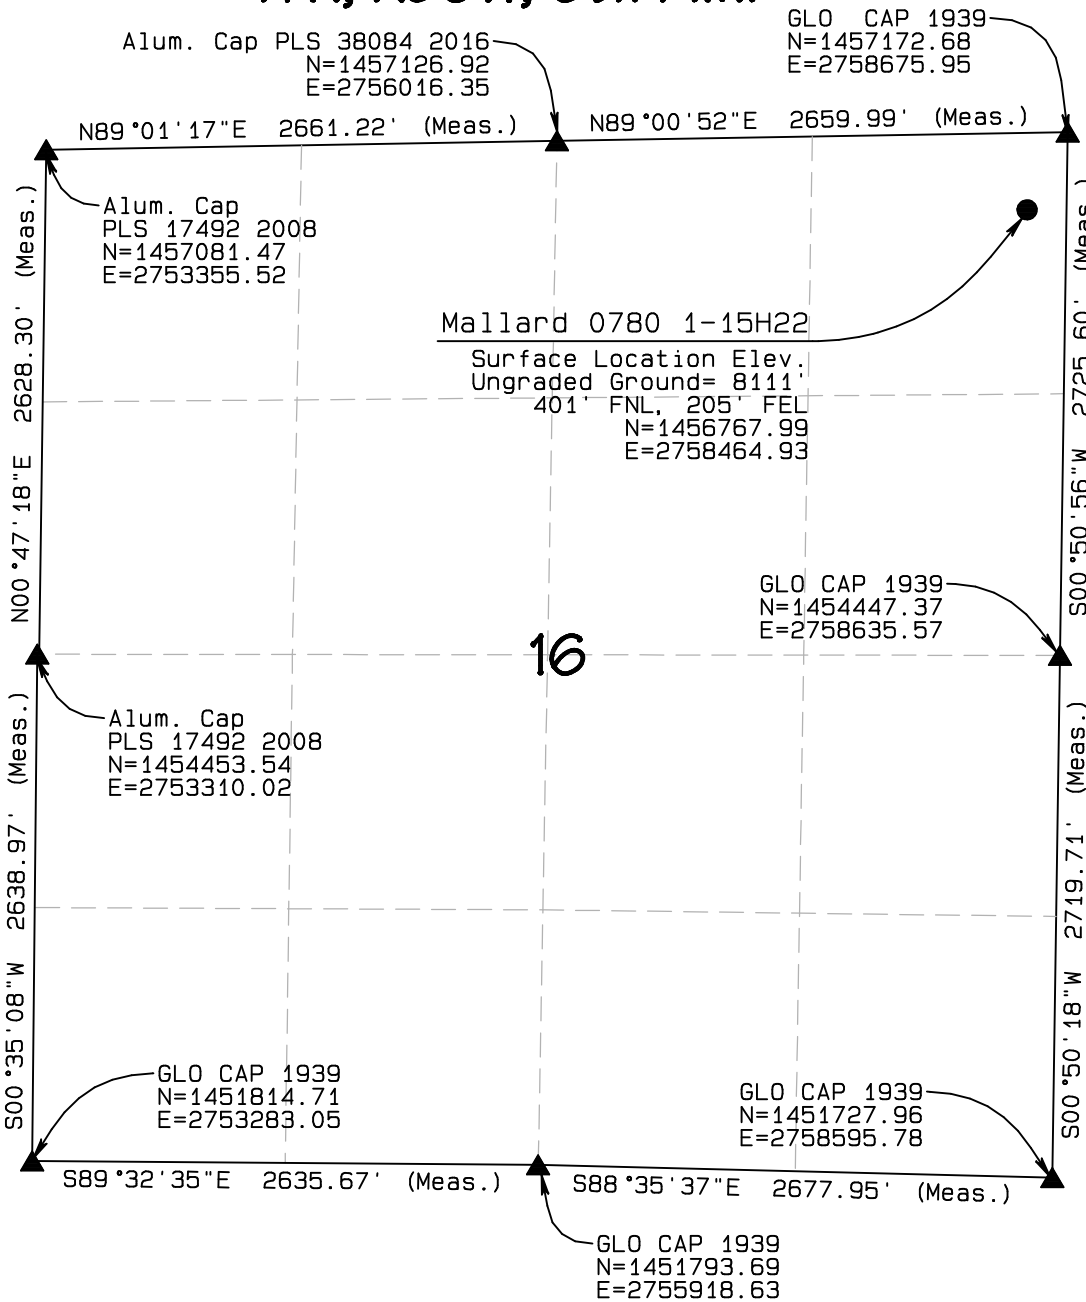 Alum. Cap PLS 38084 2016
N=1457126.92
E=2756016.35
GLO CAP 1939
N=1457172.68
E=2758675.95
N89°01'17"E 2661.22' (Meas.)
N89°00'52"E 2659.99' (Meas.)
Alum. Cap
PLS 17492 2008
N=1457081.47
E=2753355.52
N00°47'18"E 2628.30' (Meas.)
S00°50'56"W 2725.60' (Meas.)
Mallard 0780 1-15H22
Surface Location Elev.
Ungraded Ground= 8111'
401' FNL, 205' FEL
N=1456767.99
E=2758464.93
GLO CAP 1939
N=1454447.37
E=2758635.57
16
Alum. Cap
PLS 17492 2008
N=1454453.54
E=2753310.02
S00°35'08"W 2638.97' (Meas.)
S00°50'18"W 2719.71' (Meas.)
GLO CAP 1939
N=1451814.71
E=2753283.05
GLO CAP 1939
N=1451727.96
E=2758595.78
S89°32'35"E 2635.67' (Meas.)
S88°35'37"E 2677.95' (Meas.)
GLO CAP 1939
N=1451793.69
E=2755918.63